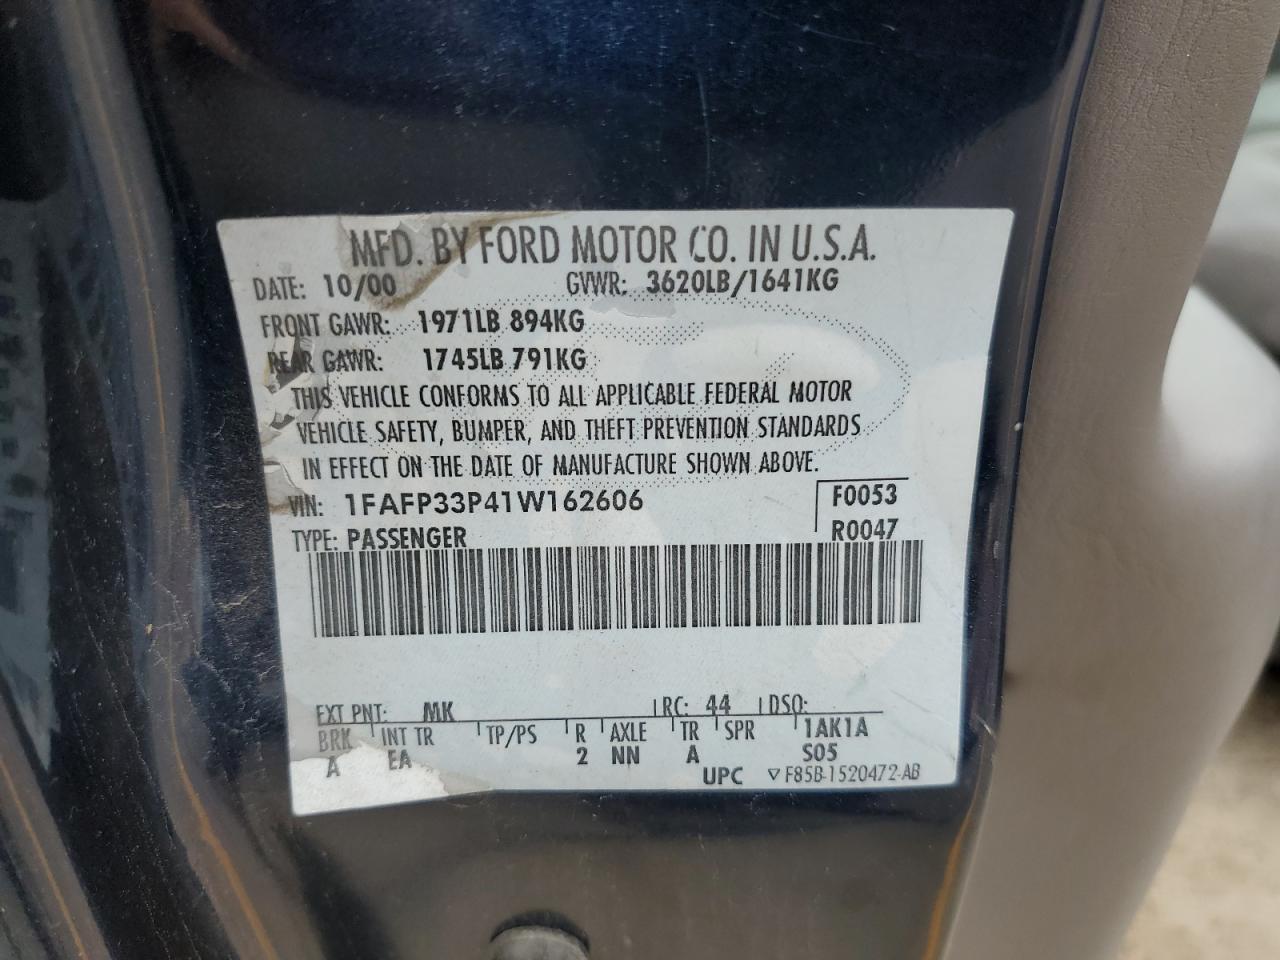 MFD. BY FORD MOTOR CO. IN U.S.A.
DATE: 10/00 GVWR: 3620LB/1641KG
FRONT GAWR: 1971LB 894KG
REAR GAWR: 1745LB 791KG
THIS VEHICLE CONFORMS TO ALL APPLICABLE FEDERAL MOTOR
VEHICLE SAFETY, BUMPER, AND THEFT PREVENTION STANDARDS
IN EFFECT ON THE DATE OF MANUFACTURE SHOWN ABOVE.
VIN: 1FAFP33P41W162606 F0053
TYPE: PASSENGER R0047
EXT PNT: MK RC: 44 DSO:
BRK INT TR TP/PS R AXLE TR SPR 1AK1A
A EA 2 NN A S05
UPC ▽ F85B-1520472-AB